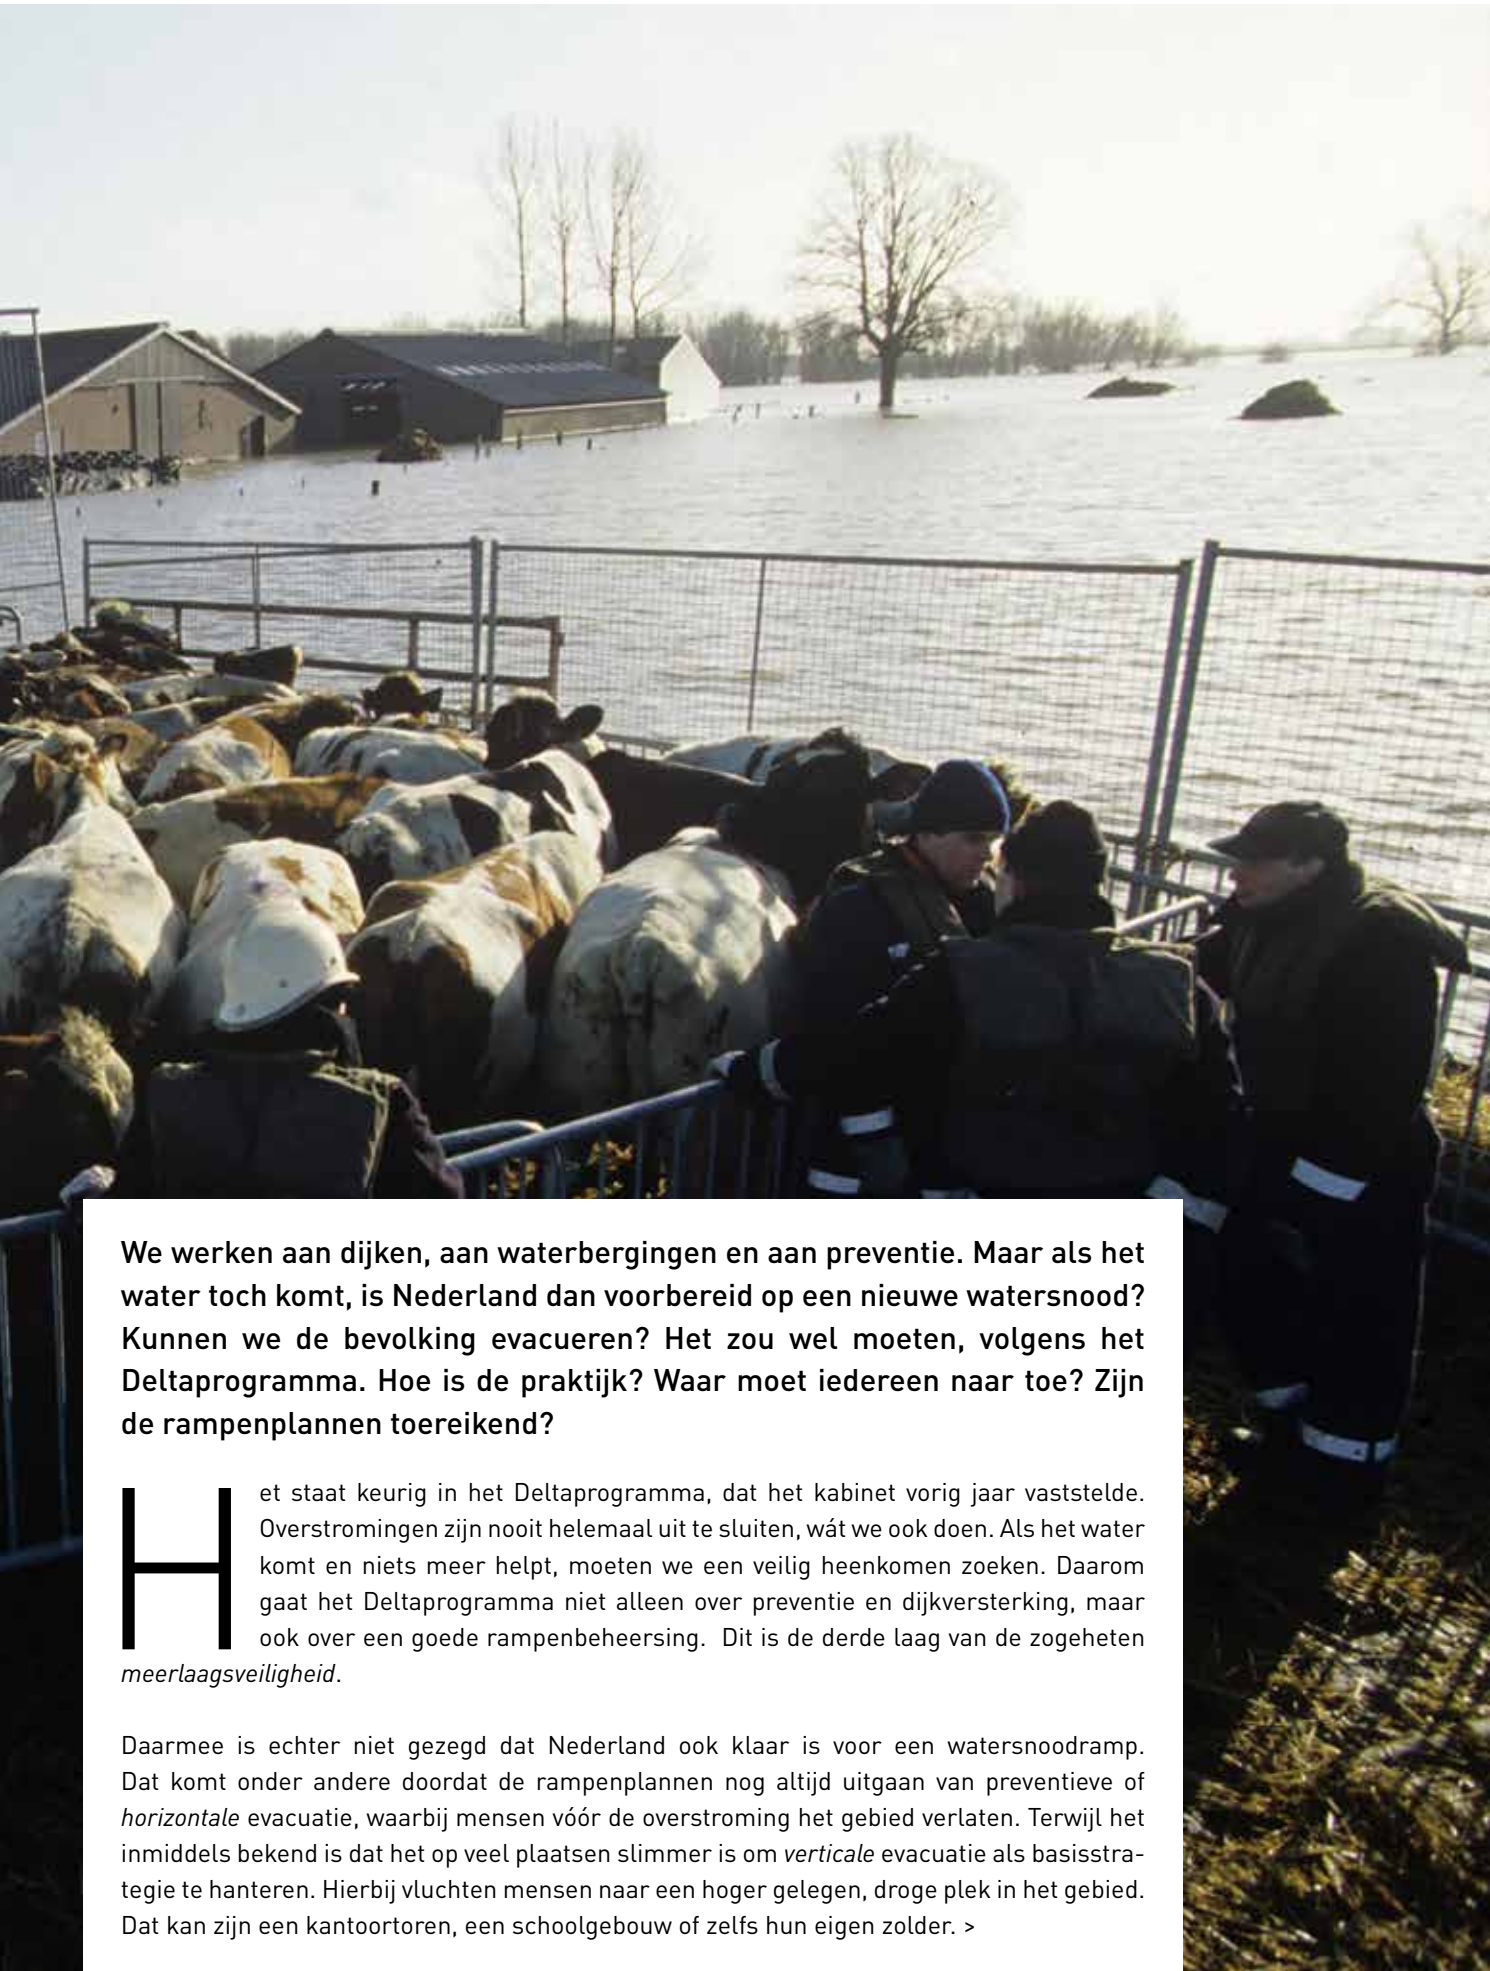 We werken aan dijken, aan waterbergingen en aan preventie. Maar als het
water toch komt, is Nederland dan voorbereid op een nieuwe watersnood?
Kunnen we de bevolking evacueren? Het zou wel moeten, volgens het
Deltaprogramma. Hoe is de praktijk? Waar moet iedereen naar toe? Zijn
de rampenplannen toereikend?
Het staat keurig in het Deltaprogramma, dat het kabinet vorig jaar vaststelde.
Overstromingen zijn nooit helemaal uit te sluiten, wát we ook doen. Als het water
komt en niets meer helpt, moeten we een veilig heenkomen zoeken. Daarom
gaat het Deltaprogramma niet alleen over preventie en dijkversterking, maar
ook over een goede rampenbeheersing. Dit is de derde laag van de zogeheten
meerlaagsveiligheid.
Daarmee is echter niet gezegd dat Nederland ook klaar is voor een watersnoodramp.
Dat komt onder andere doordat de rampenplannen nog altijd uitgaan van preventieve of
horizontale evacuatie, waarbij mensen vóór de overstroming het gebied verlaten. Terwijl het
inmiddels bekend is dat het op veel plaatsen slimmer is om verticale evacuatie als basisstra-
tegie te hanteren. Hierbij vluchten mensen naar een hoger gelegen, droge plek in het gebied.
Dat kan zijn een kantoortoren, een schoolgebouw of zelfs hun eigen zolder. >